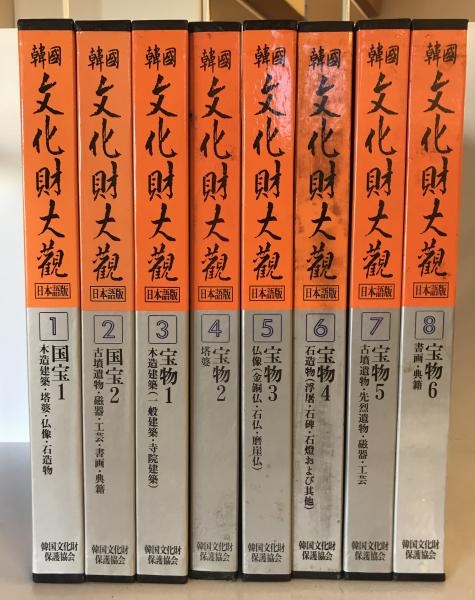 韓國
文化財大觀
日本語版
1
国宝1
木造建築・塔婆・仏像・石造物
韓国文化財
保護協会
韓國
文化財大觀
日本語版
2
国宝2
古墳遺物・磁器・工芸・書画・典籍
韓国文化財
保護協会
韓國
文化財大觀
日本語版
3
宝物1
木造建築(一般建築・寺院建築)
韓国文化財
保護協会
韓國
文化財大觀
日本語版
4
宝物2
塔婆
韓国文化財
保護協会
韓國
文化財大觀
日本語版
5
宝物3
仏像(金銅仏・石仏・磨崖仏)
韓国文化財
保護協会
韓國
文化財大觀
日本語版
6
宝物4
石造物(浮屠・石碑・石燈および其他)
韓国文化財
保護協会
韓國
文化財大觀
日本語版
7
宝物5
古墳遺物・先烈遺物・磁器・工芸
韓国文化財
保護協会
韓國
文化財大觀
日本語版
8
宝物6
書画・典籍
韓国文化財
保護協会